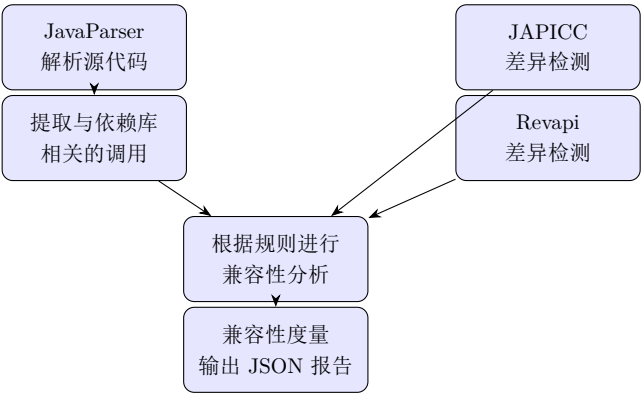 JavaParser
解析源代码
提取与依赖库
相关的调用
JAPICC
差异检测
Revapi
差异检测
根据规则进行
兼容性分析
兼容性度量
输出 JSON 报告